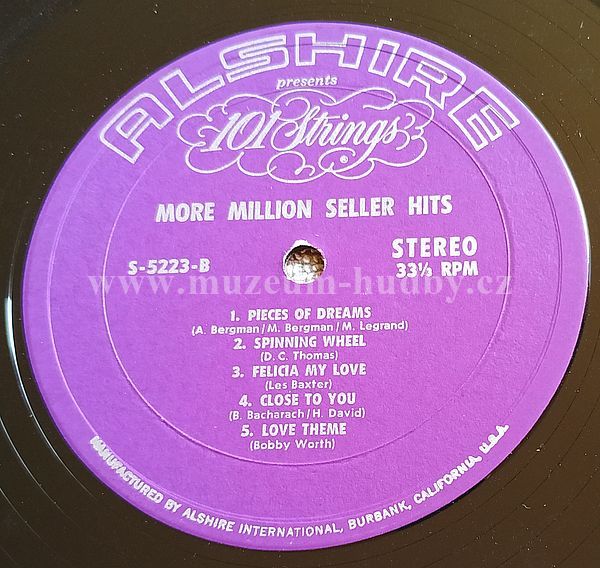 ALSHIRE
presents
101 Strings
®
MORE MILLION SELLER HITS
S-5223-B
STEREO
33⅓ RPM
www.muzeum-hudby.cz
1. PIECES OF DREAMS
(A. Bergman/M. Bergman/M. Legrand)
2. SPINNING WHEEL
(D. C. Thomas)
3. FELICIA MY LOVE
(Les Baxter)
4. CLOSE TO YOU
(B. Bacharach/H. David)
5. LOVE THEME
(Bobby Worth)
MANUFACTURED BY ALSHIRE INTERNATIONAL, BURBANK, CALIFORNIA, U.S.A.